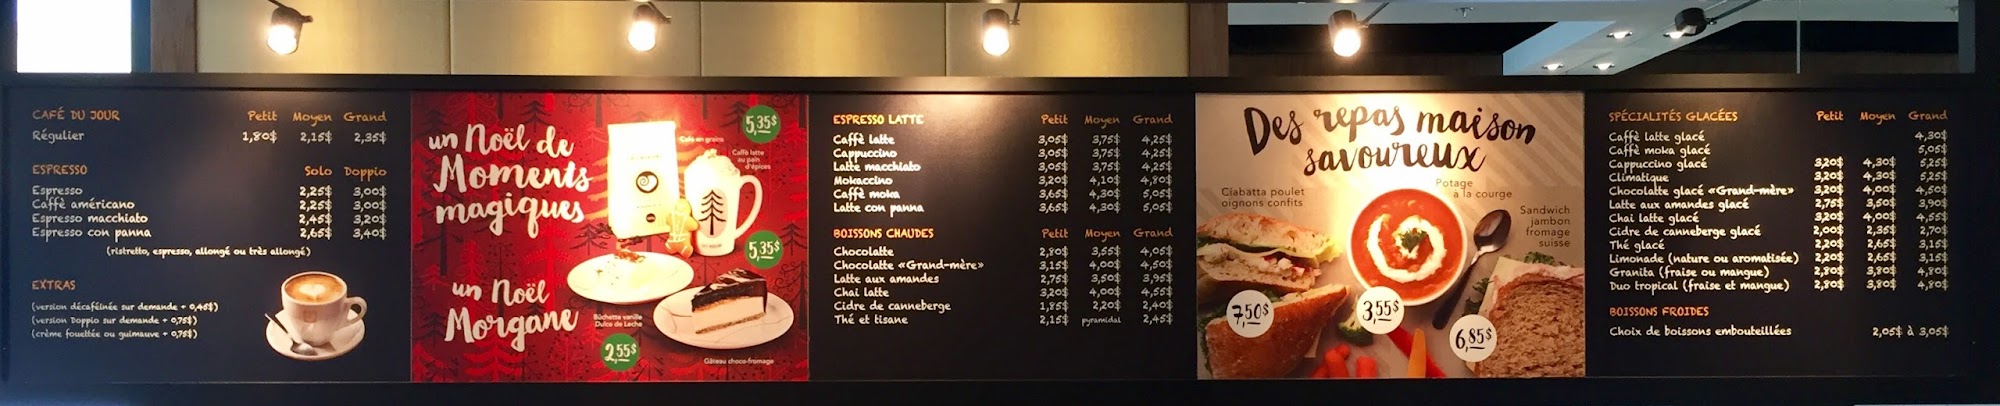 CAFÉ DU JOUR Petit Moyen Grand
Régulier 1,80$ 2,15$ 2,35$
ESPRESSO Solo Doppio
Espresso 2,25$ 3,00$
Caffè américano 2,25$ 3,00$
Espresso macchiato 2,45$ 3,20$
Espresso con panna 2,65$ 3,40$
(ristretto, espresso, allongé ou très allongé)
EXTRAS
(version décaféinée sur demande + 0,45$)
(version Doppio sur demande + 0,75$)
(crème fouettée ou guimauve + 0,75$)
un Noël de
Moments
magiques
un Noël
Morgane
Café en grains
5,35$
Caffè latte
au pain
d'épices
5,35$
Bûchette vanille
Dulce de Leche
2,55$
Gâteau choco-fromage
ESPRESSO LATTE Petit Moyen Grand
Caffè latte 3,05$ 3,75$ 4,25$
Cappuccino 3,05$ 3,75$ 4,25$
Latte macchiato 3,05$ 3,75$ 4,25$
Mokaccino 3,20$ 4,10$ 4,80$
Caffè moka 3,65$ 4,30$ 5,05$
Latte con panna 3,65$ 4,30$ 5,05$
BOISSONS CHAUDES Petit Moyen Grand
Chocolatte 2,80$ 3,55$ 4,05$
Chocolatte «Grand-mère» 3,15$ 4,00$ 4,50$
Latte aux amandes 2,75$ 3,50$ 3,95$
Chai latte 3,20$ 4,00$ 4,55$
Cidre de canneberge 1,85$ 2,20$ 2,40$
Thé et tisane 2,15$ pyramidal 2,45$
Des repas maison
savoureux
Ciabatta poulet
oignons confits
7,50$
Potage
à la courge
3,55$
Sandwich
jambon
fromage
suisse
6,85$
SPÉCIALITÉS GLACÉES Petit Moyen Grand
Caffè latte glacé 4,30$
Caffè moka glacé 5,05$
Cappuccino glacé 3,20$ 4,30$ 5,25$
Climatique 3,20$ 4,30$ 5,25$
Chocolatte glacé «Grand-mère» 3,20$ 4,00$ 4,50$
Latte aux amandes glacé 2,75$ 3,50$ 3,90$
Chai latte glacé 3,20$ 4,00$ 4,55$
Cidre de canneberge glacé 2,00$ 2,35$ 2,70$
Thé glacé 2,20$ 2,65$ 3,15$
Limonade (nature ou aromatisée) 2,20$ 2,65$ 3,15$
Granita (fraise ou mangue) 2,80$ 3,80$ 4,80$
Duo tropical (fraise et mangue) 2,80$ 3,80$ 4,80$
BOISSONS FROIDES
Choix de boissons embouteillées 2,05$ à 3,05$